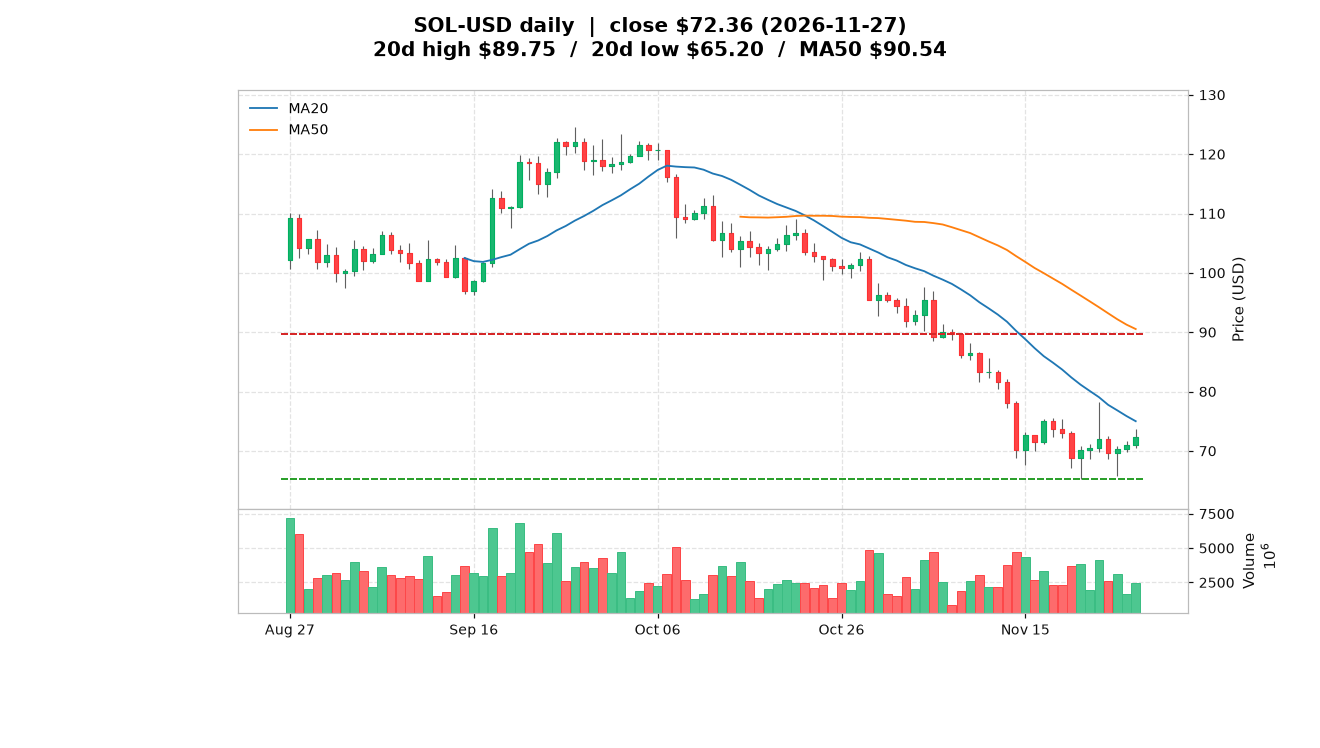 SOL-USD daily | close $72.36 (2026-11-27)
20d high $89.75 / 20d low $65.20 / MA50 $90.54
MA20
MA50
130
120
110
100
90
80
70
Price (USD)
7500
5000
2500
Volume
10⁶
Aug 27
Sep 16
Oct 06
Oct 26
Nov 15